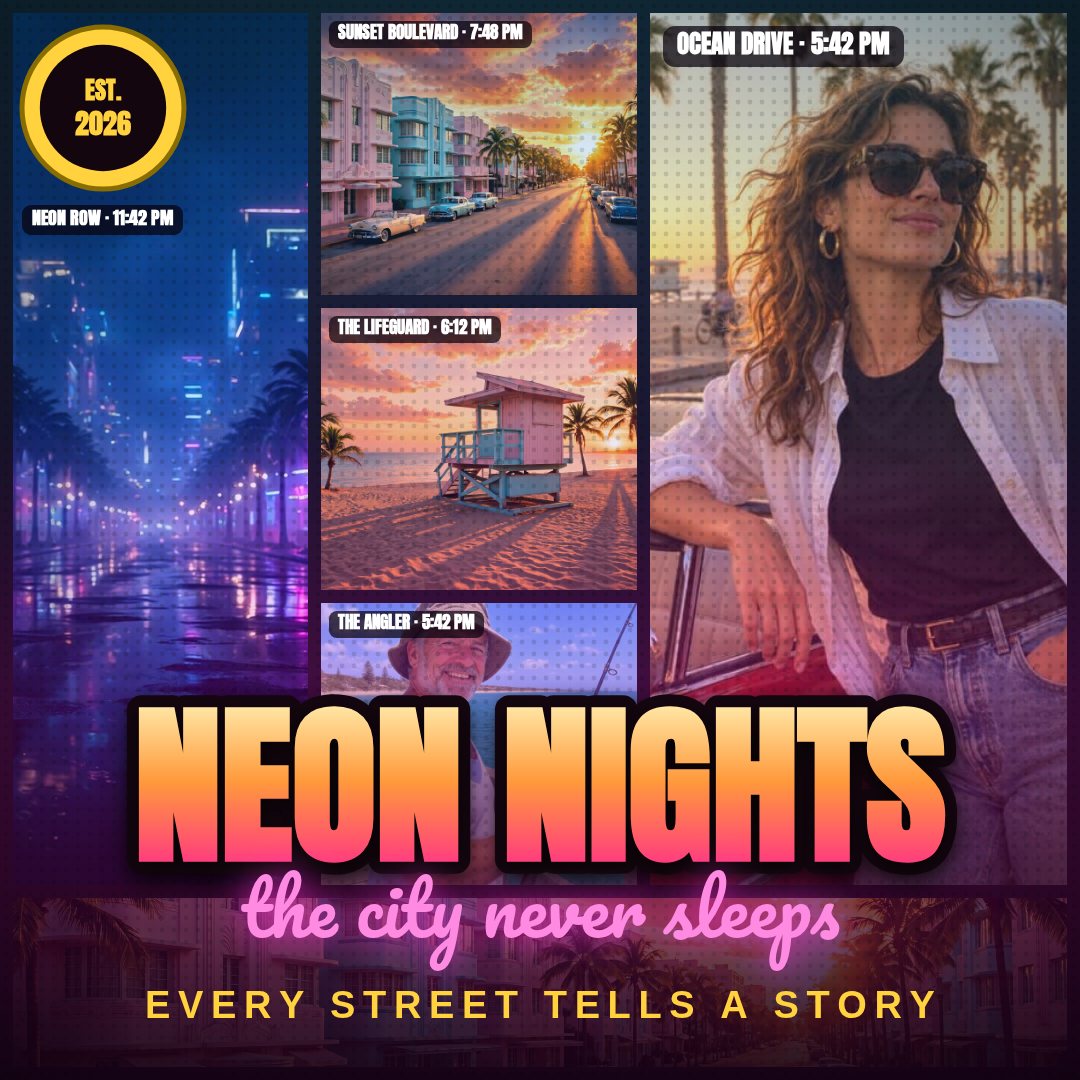 EST.
2026
NEON ROW · 11:42 PM
SUNSET BOULEVARD · 7:48 PM
THE LIFEGUARD · 6:12 PM
THE ANGLER · 5:42 PM
OCEAN DRIVE · 5:42 PM
NEON NIGHTS
the city never sleeps
EVERY STREET TELLS A STORY